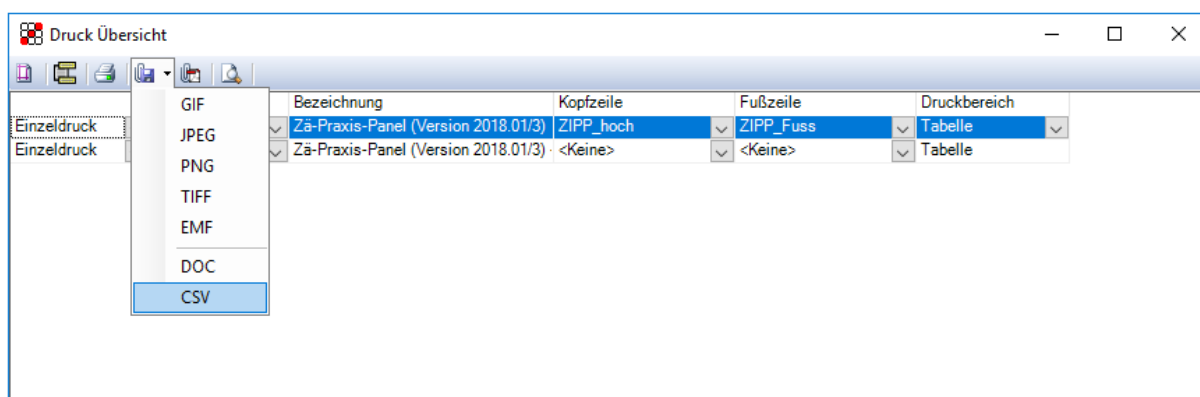 Druck Übersicht
Bezeichnung Kopfzeile Fußzeile Druckbereich
Einzeldruck Zä-Praxis-Panel (Version 2018.01/3) ZIPP_hoch ZIPP_Fuss Tabelle
Einzeldruck Zä-Praxis-Panel (Version 2018.01/3) - <Keine> <Keine> Tabelle
GIF
JPEG
PNG
TIFF
EMF
DOC
CSV